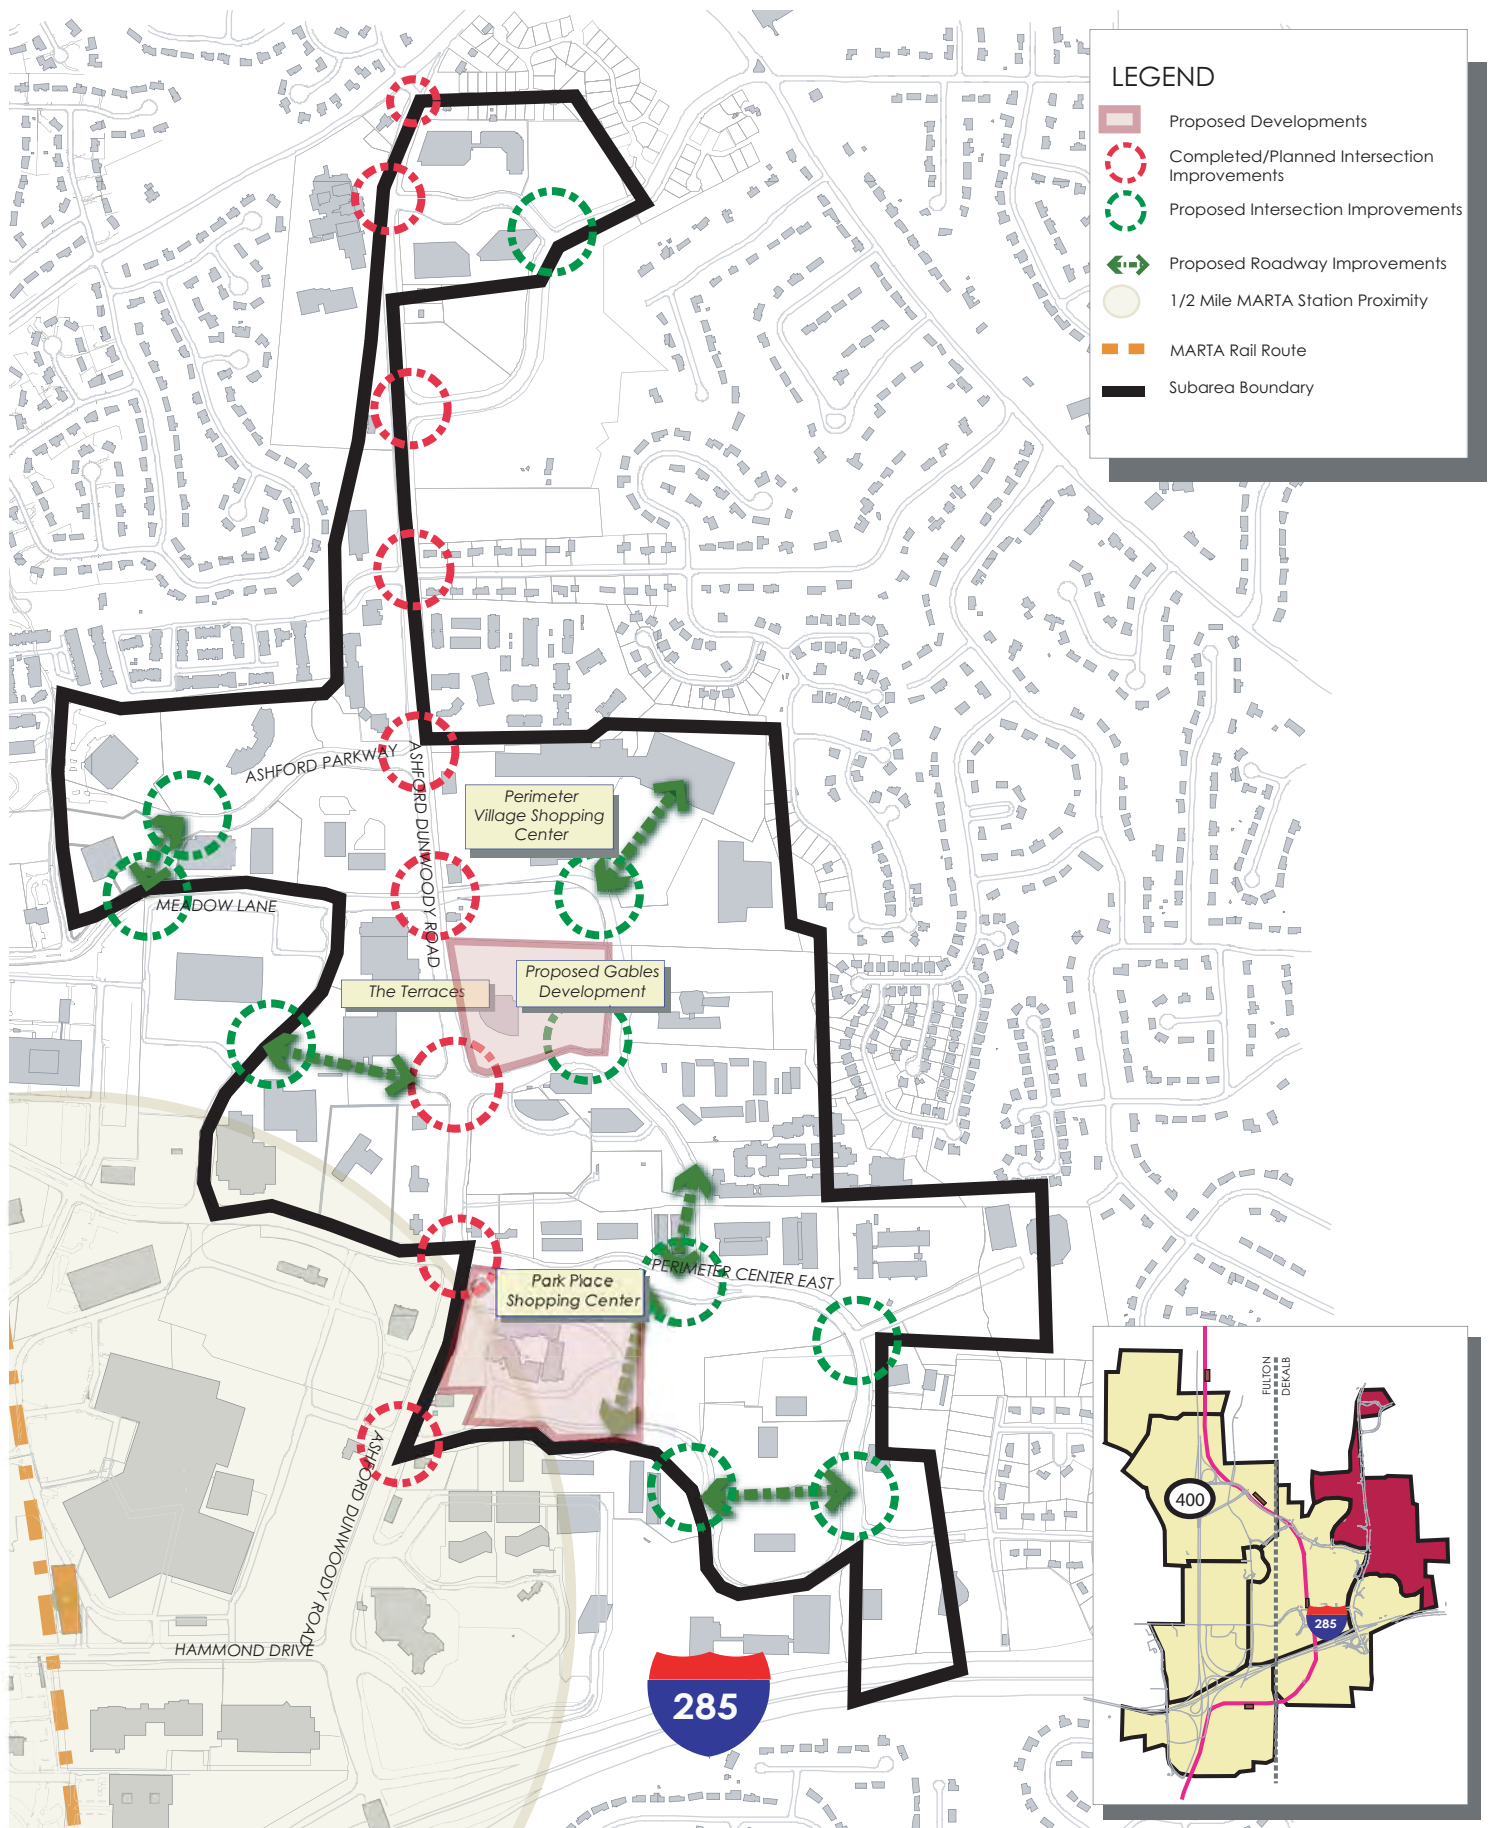 LEGEND
Proposed Developments
Completed/Planned Intersection
Improvements
Proposed Intersection Improvements
Proposed Roadway Improvements
1/2 Mile MARTA Station Proximity
MARTA Rail Route
Subarea Boundary
ASHFORD PARKWAY
ASHFORD DUNWOODY ROAD
Perimeter
Village Shopping
Center
MEADOW LANE
The Terraces
Proposed Gables
Development
PERIMETER CENTER EAST
Park Place
Shopping Center
ASHFORD DUNWOODY ROAD
HAMMOND DRIVE
285
FULTON
DEKALB
400
285